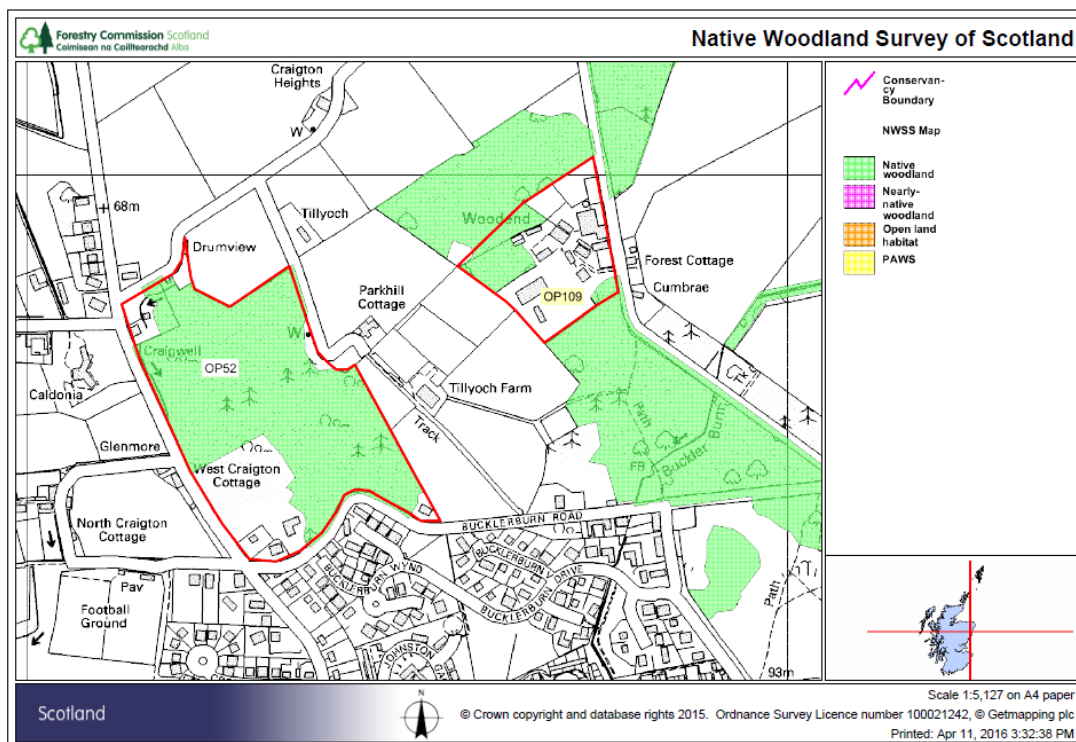 Forestry Commission Scotland
Coimisean na Coilltearachd Alba
Native Woodland Survey of Scotland
Craigton
Heights
W
68m
Tillyoch
Drumview
Woodend
Forest Cottage
Cumbrae
Parkhill
Cottage
OP109
W
Craigwell
OP52
Caldonia
Tillyoch Farm
Track
Path
Buckler Burn
FB
Glenmore
West Craigton
Cottage
BUCKLERBURN ROAD
North Craigton
Cottage
BUCKLERBURN WYND
BUCKLERBURN DRIVE
Pav
Football
Ground
JOHNSTON
Path
93m
Conservan-
cy
Boundary
NWSS Map
Native
woodland
Nearly-
native
woodland
Open land
habitat
PAWS
Scotland
N
Scale 1:5,127 on A4 paper
© Crown copyright and database rights 2015. Ordnance Survey Licence number 100021242, © Getmapping plc
Printed: Apr 11, 2016 3:32:38 PM